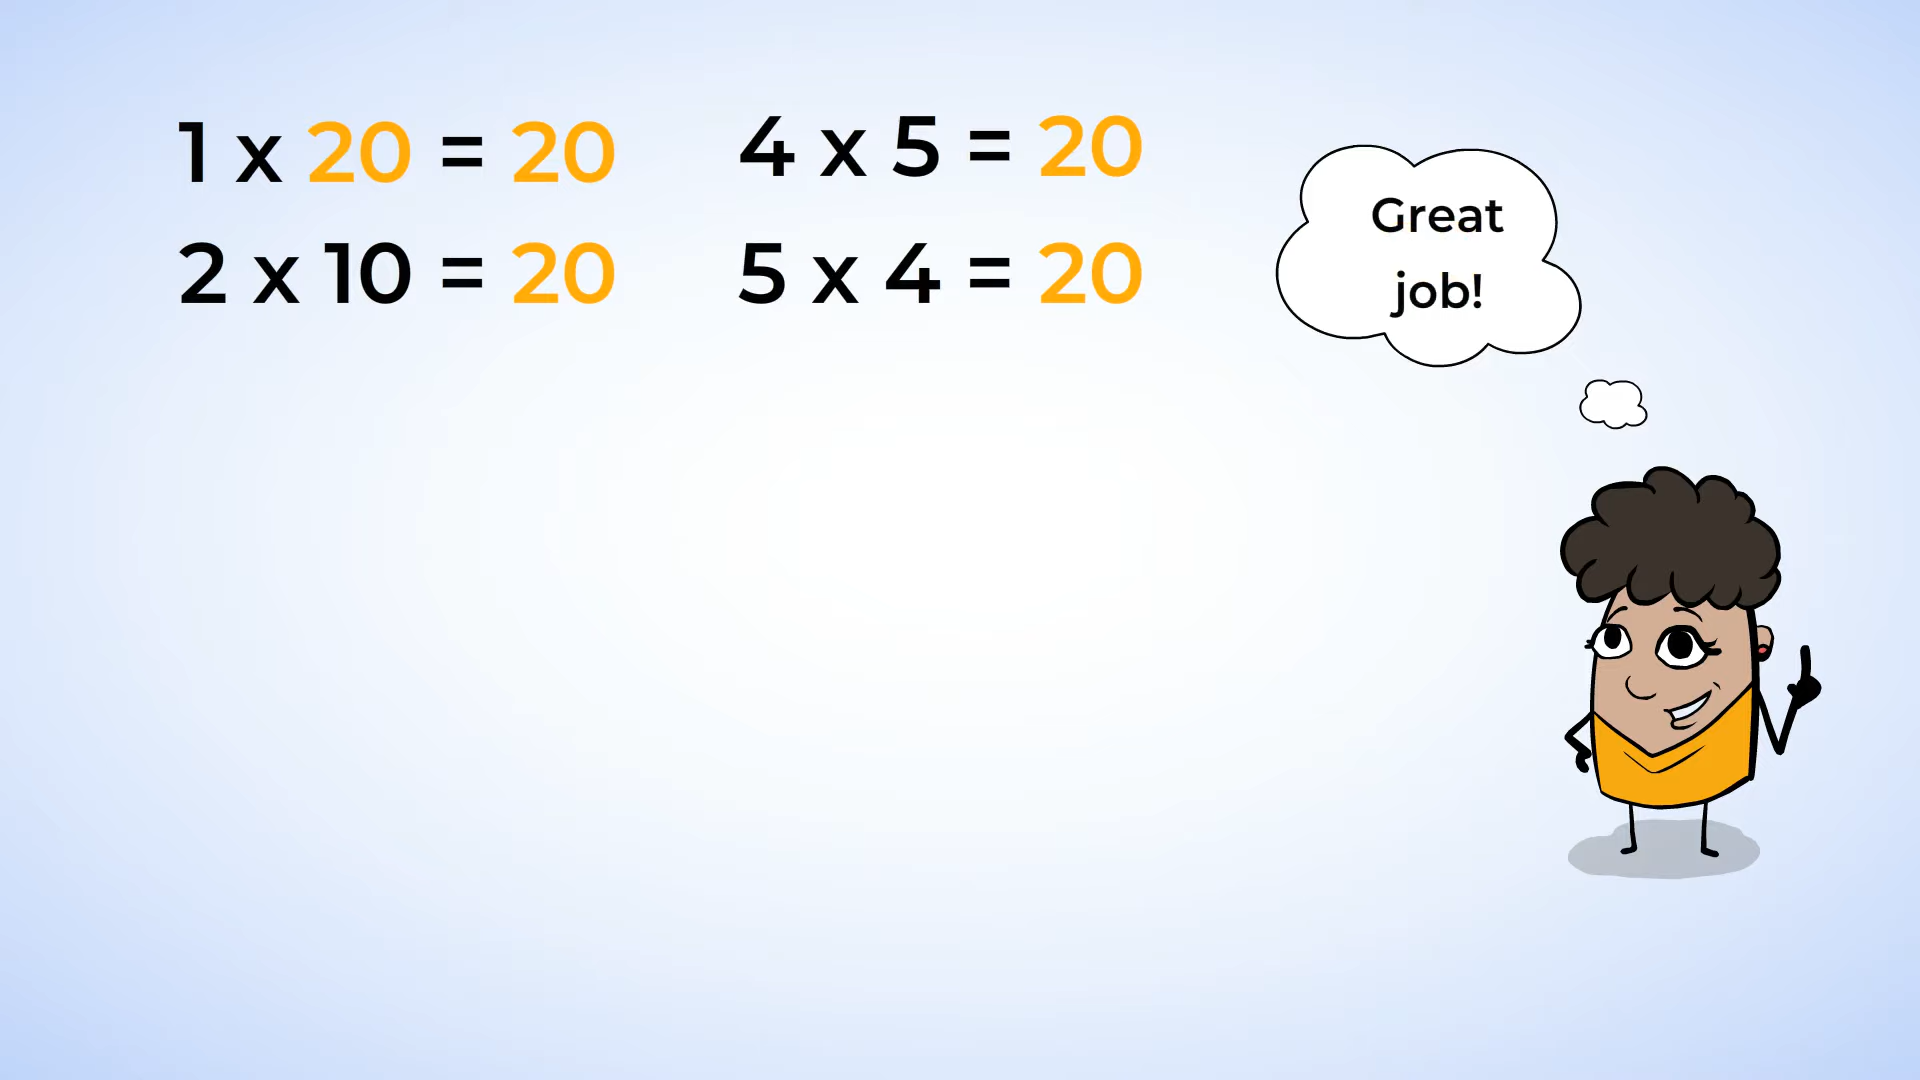 1 x 20 = 20
2 x 10 = 20
4 x 5 = 20
5 x 4 = 20
Great
job!